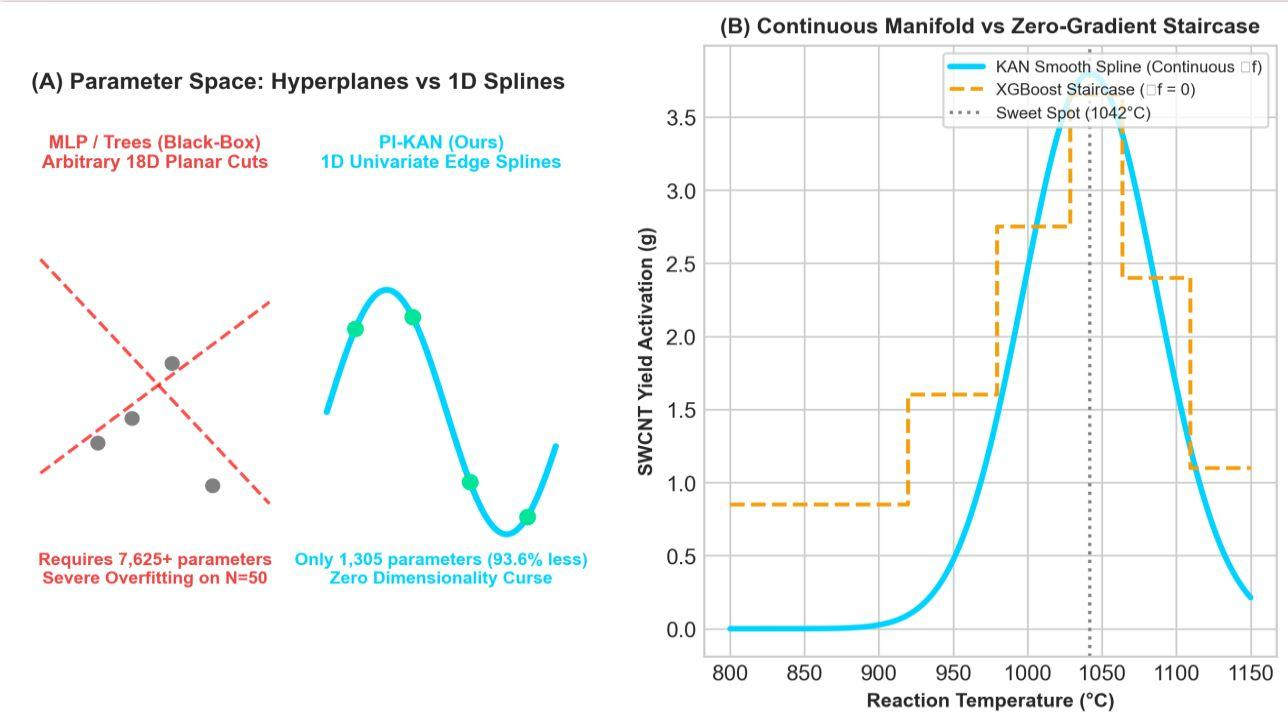 (A) Parameter Space: Hyperplanes vs 1D Splines
MLP / Trees (Black-Box)
Arbitrary 18D Planar Cuts
PI-KAN (Ours)
1D Univariate Edge Splines
Requires 7,625+ parameters
Severe Overfitting on N=50
Only 1,305 parameters (93.6% less)
Zero Dimensionality Curse
(B) Continuous Manifold vs Zero-Gradient Staircase
KAN Smooth Spline (Continuous □f)
XGBoost Staircase (□f = 0)
Sweet Spot (1042°C)
SWCNT Yield Activation (g)
3.5
3.0
2.5
2.0
1.5
1.0
0.5
0.0
800 850 900 950 1000 1050 1100 1150
Reaction Temperature (°C)